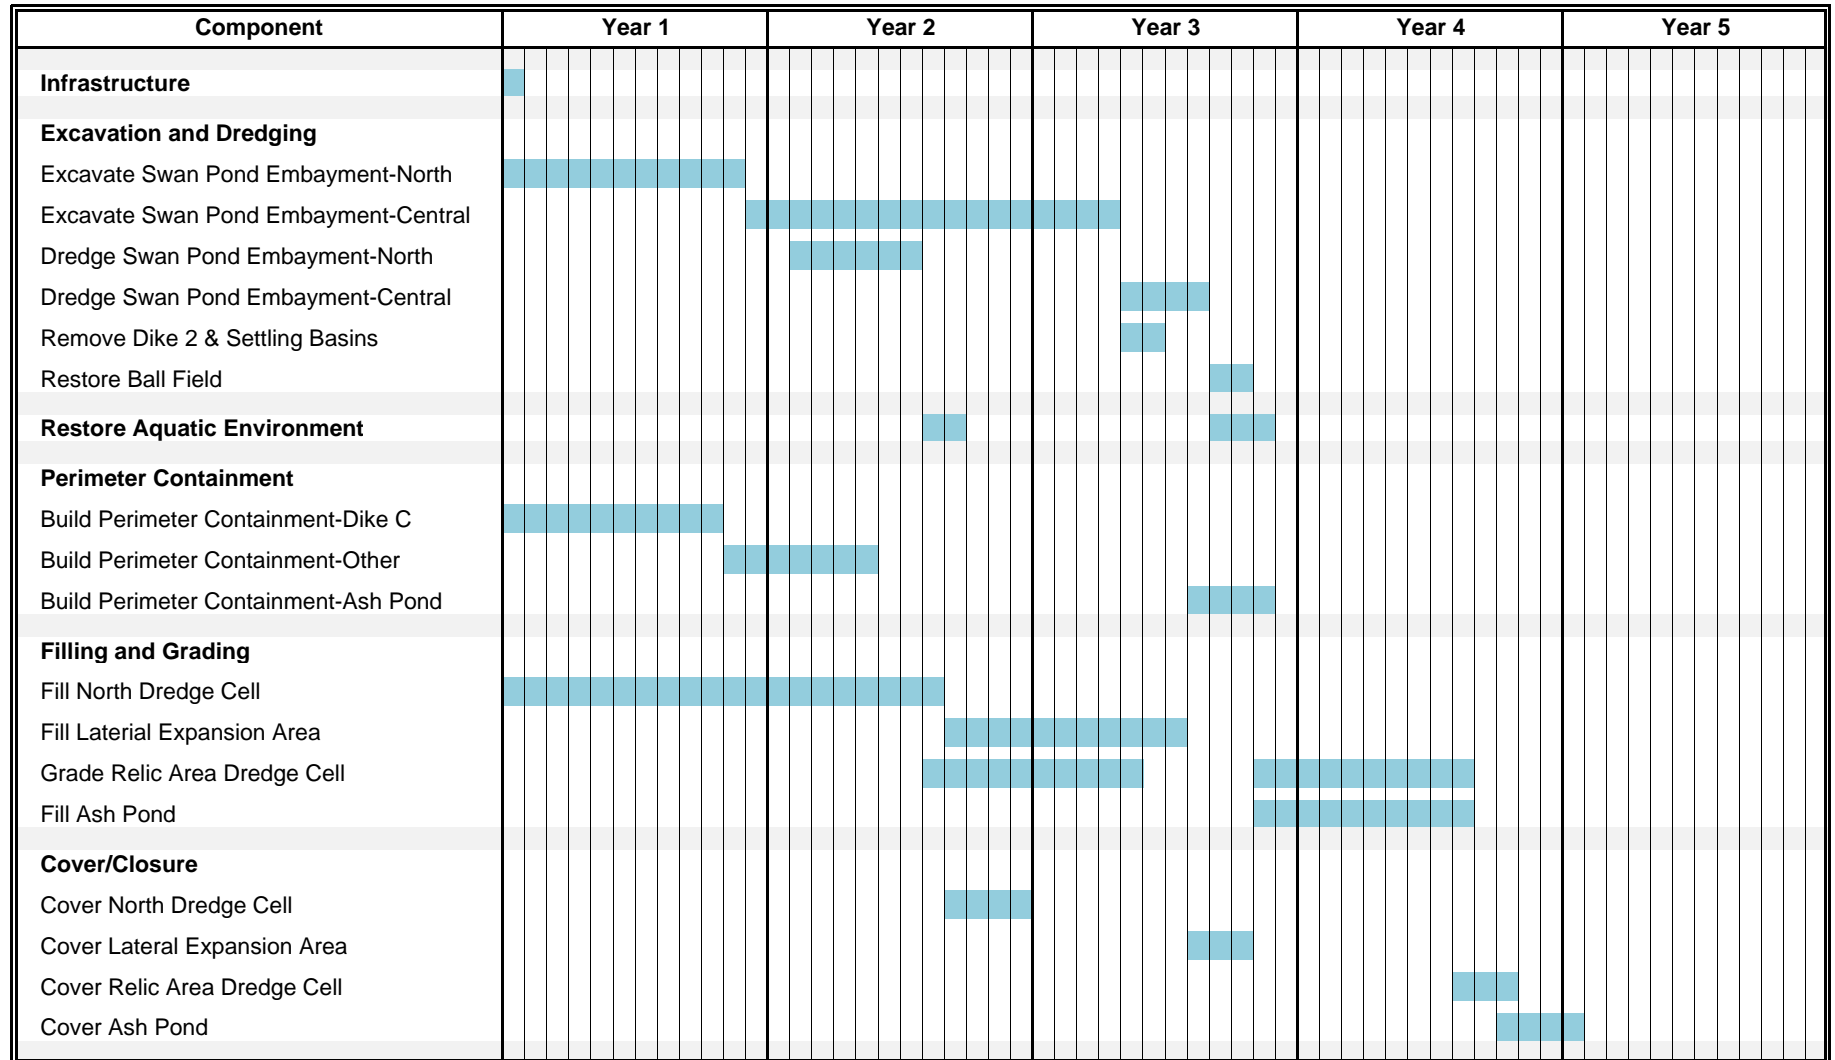 Component Year 1 Year 2 Year 3 Year 4 Year 5
Infrastructure
Excavation and Dredging
Excavate Swan Pond Embayment-North
Excavate Swan Pond Embayment-Central
Dredge Swan Pond Embayment-North
Dredge Swan Pond Embayment-Central
Remove Dike 2 & Settling Basins
Restore Ball Field
Restore Aquatic Environment
Perimeter Containment
Build Perimeter Containment-Dike C
Build Perimeter Containment-Other
Build Perimeter Containment-Ash Pond
Filling and Grading
Fill North Dredge Cell
Fill Laterial Expansion Area
Grade Relic Area Dredge Cell
Fill Ash Pond
Cover/Closure
Cover North Dredge Cell
Cover Lateral Expansion Area
Cover Relic Area Dredge Cell
Cover Ash Pond